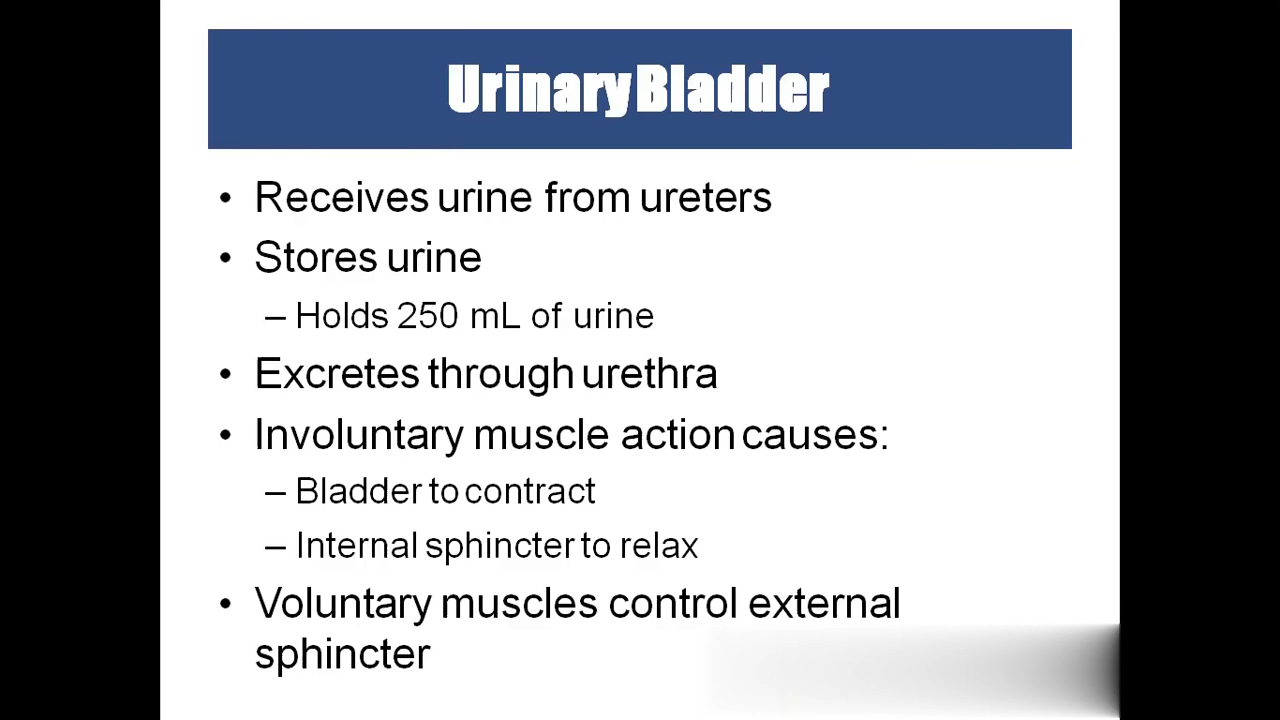 Urinary Bladder
• Receives urine from ureters
• Stores urine
– Holds 250 mL of urine
• Excretes through urethra
• Involuntary muscle action causes:
– Bladder to contract
– Internal sphincter to relax
• Voluntary muscles control external
sphincter